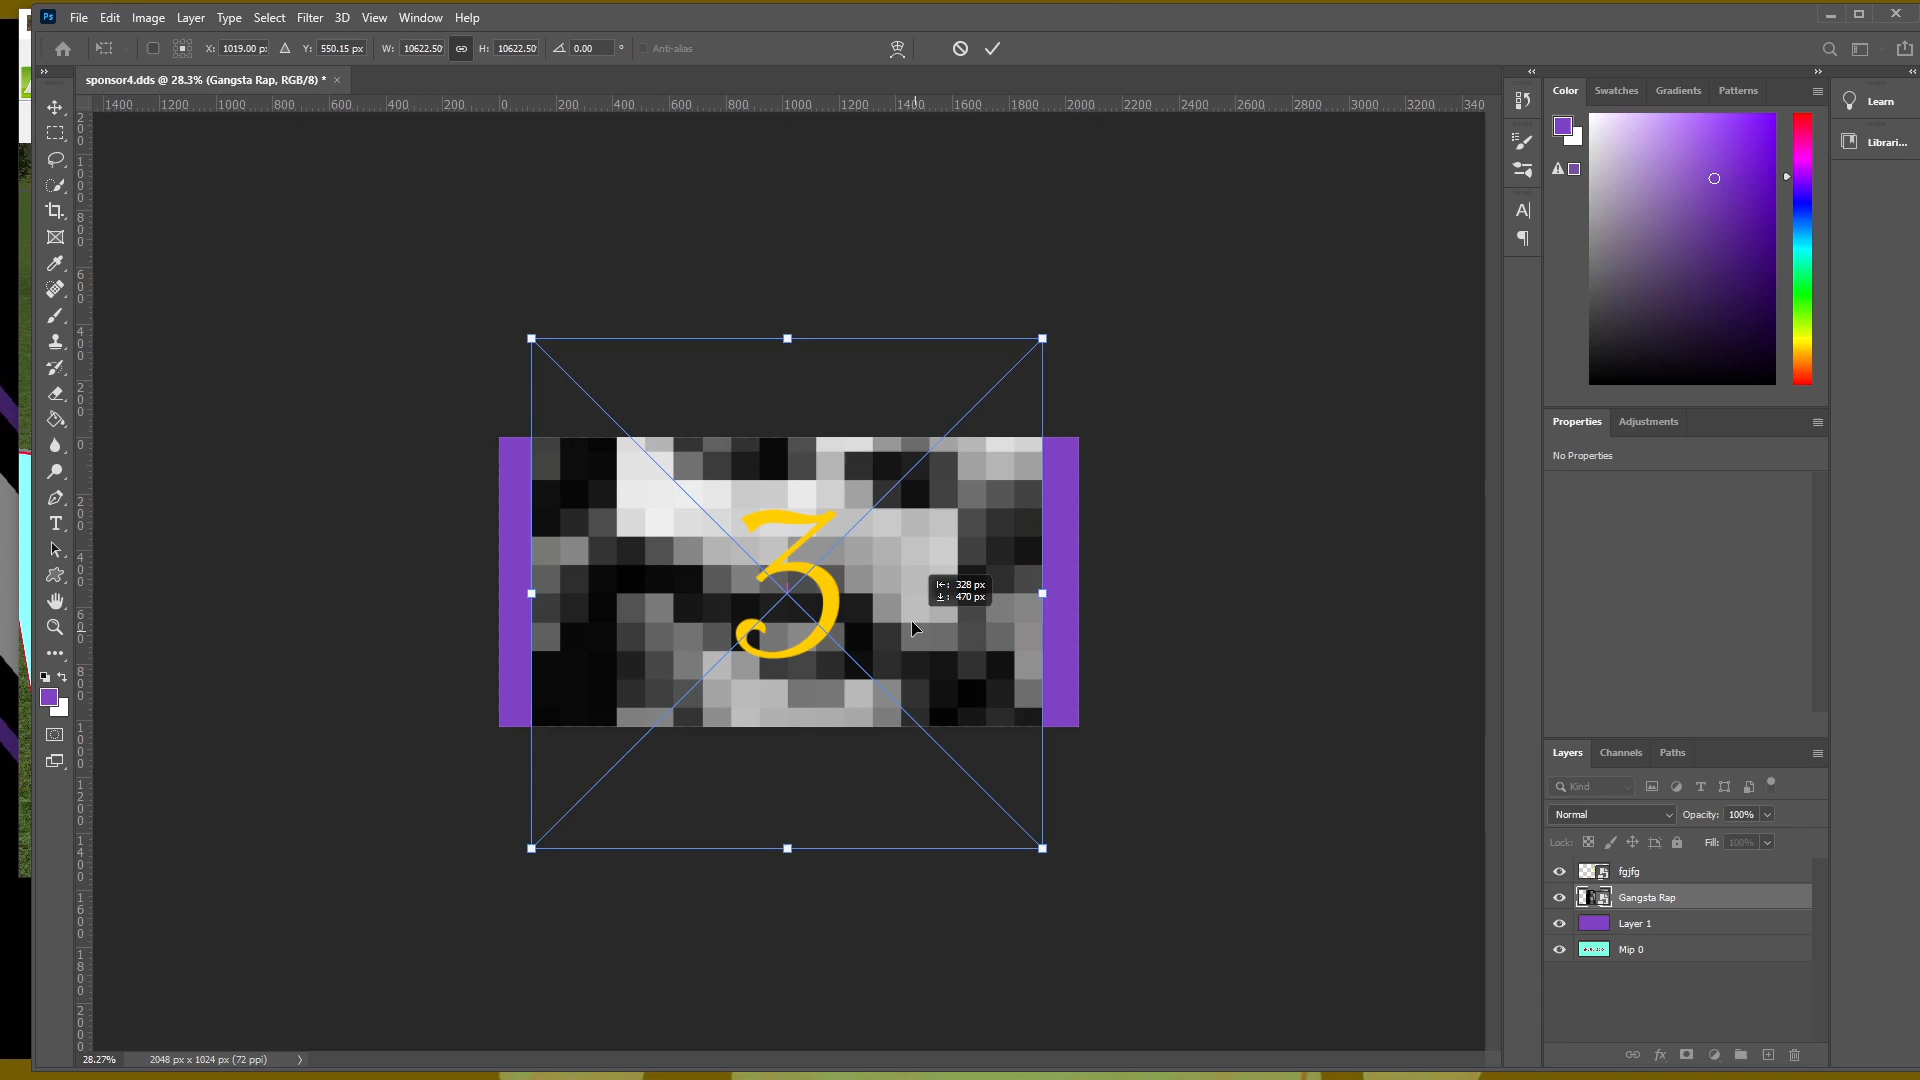 Ps File Edit Image Layer Type Select Filter 3D View Window Help
X: 1019.00 px Y: 550.15 px W: 10622.50 H: 10622.50 0.00 ° Anti-alias
sponsor4.dds @ 28.3% (Gangsta Rap, RGB/8) * ×
1400 1200 1000 800 600 400 200 0 200 400 600 800 1000 1200 1400 1600 1800 2000 2200 2400 2600 2800 3000 3200 340
Color Swatches Gradients Patterns
Learn
Librari...
3
328 px
470 px
Properties Adjustments
No Properties
Layers Channels Paths
Kind
Normal Opacity: 100%
Lock: Fill: 100%
fgjfg
Gangsta Rap
Layer 1
Mip 0
28.27% 2048 px x 1024 px (72 ppi)